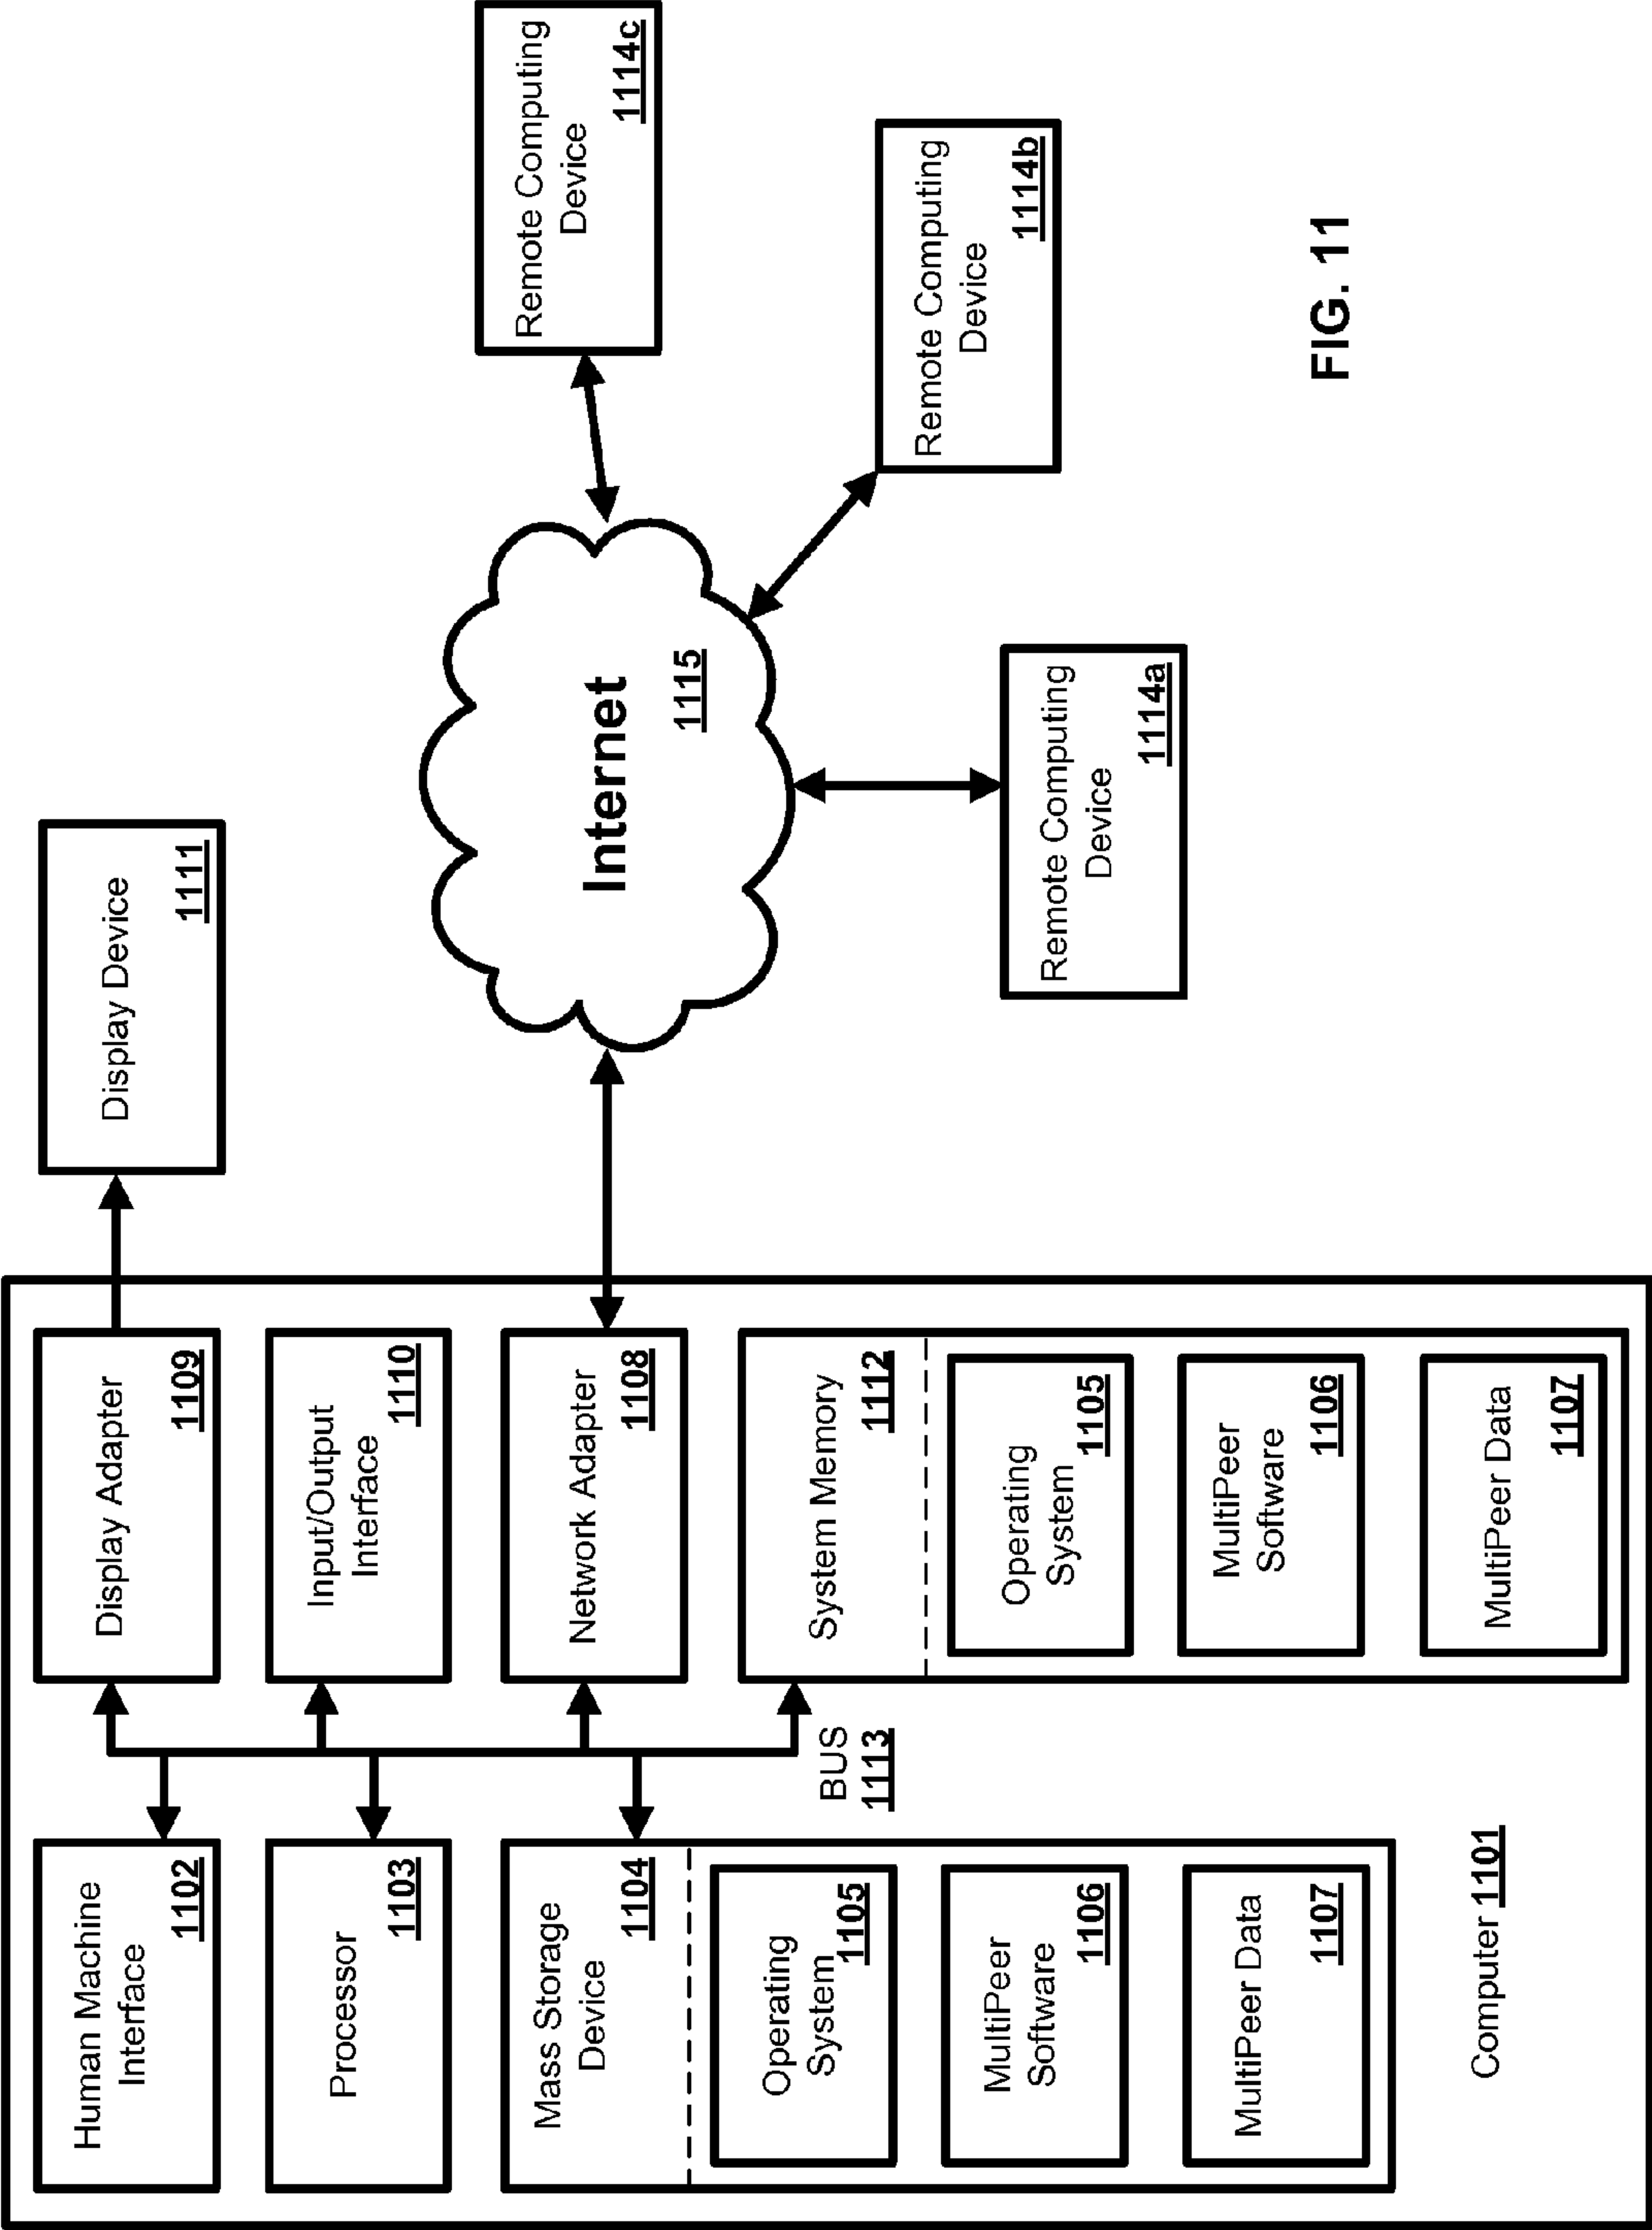 Human Machine
Interface
1102
Processor
1103
Mass Storage
Device
1104
Operating
System
1105
MultiPeer
Software
1106
MultiPeer Data
1107
Computer 1101
BUS
1113
Display Adapter
1109
Input/Output
Interface
1110
Network Adapter
1108
System Memory
1112
Operating
System
1105
MultiPeer
Software
1106
MultiPeer Data
1107
Display Device
1111
Internet
1115
Remote Computing
Device
1114a
Remote Computing
Device
1114b
Remote Computing
Device
1114c
FIG. 11